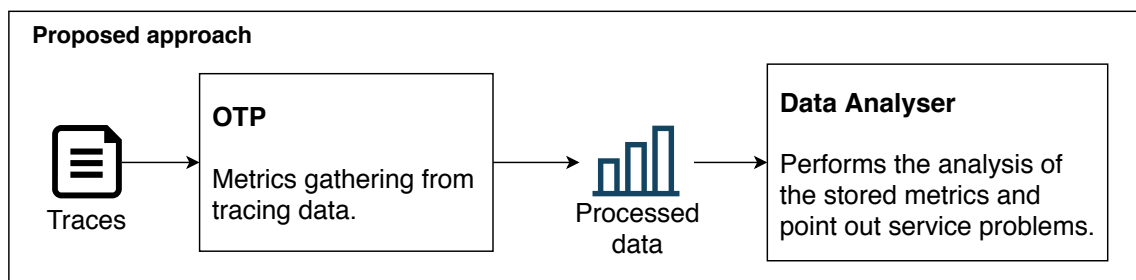 Proposed approach
Traces
OTP
Metrics gathering from
tracing data.
Processed
data
Data Analyser
Performs the analysis of
the stored metrics and
point out service problems.